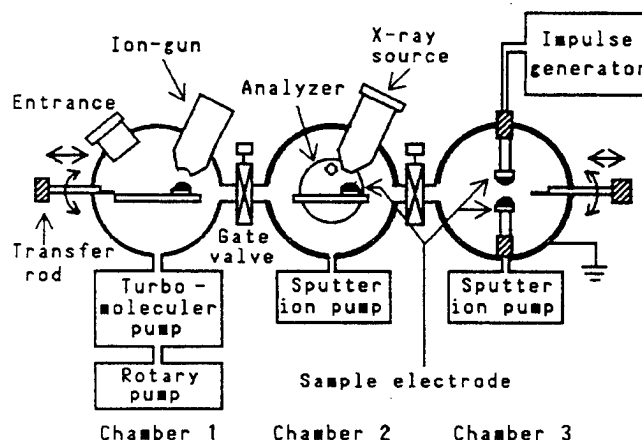 Ion-gun
X-ray
source
Impulse
generator
Analyzer
Entrance
Transfer
rod
Gate
valve
Turbo-
moleculer
pump
Sputter
ion pump
Sputter
ion pump
Rotary
pump
Sample electrode
Chamber 1
Chamber 2
Chamber 3